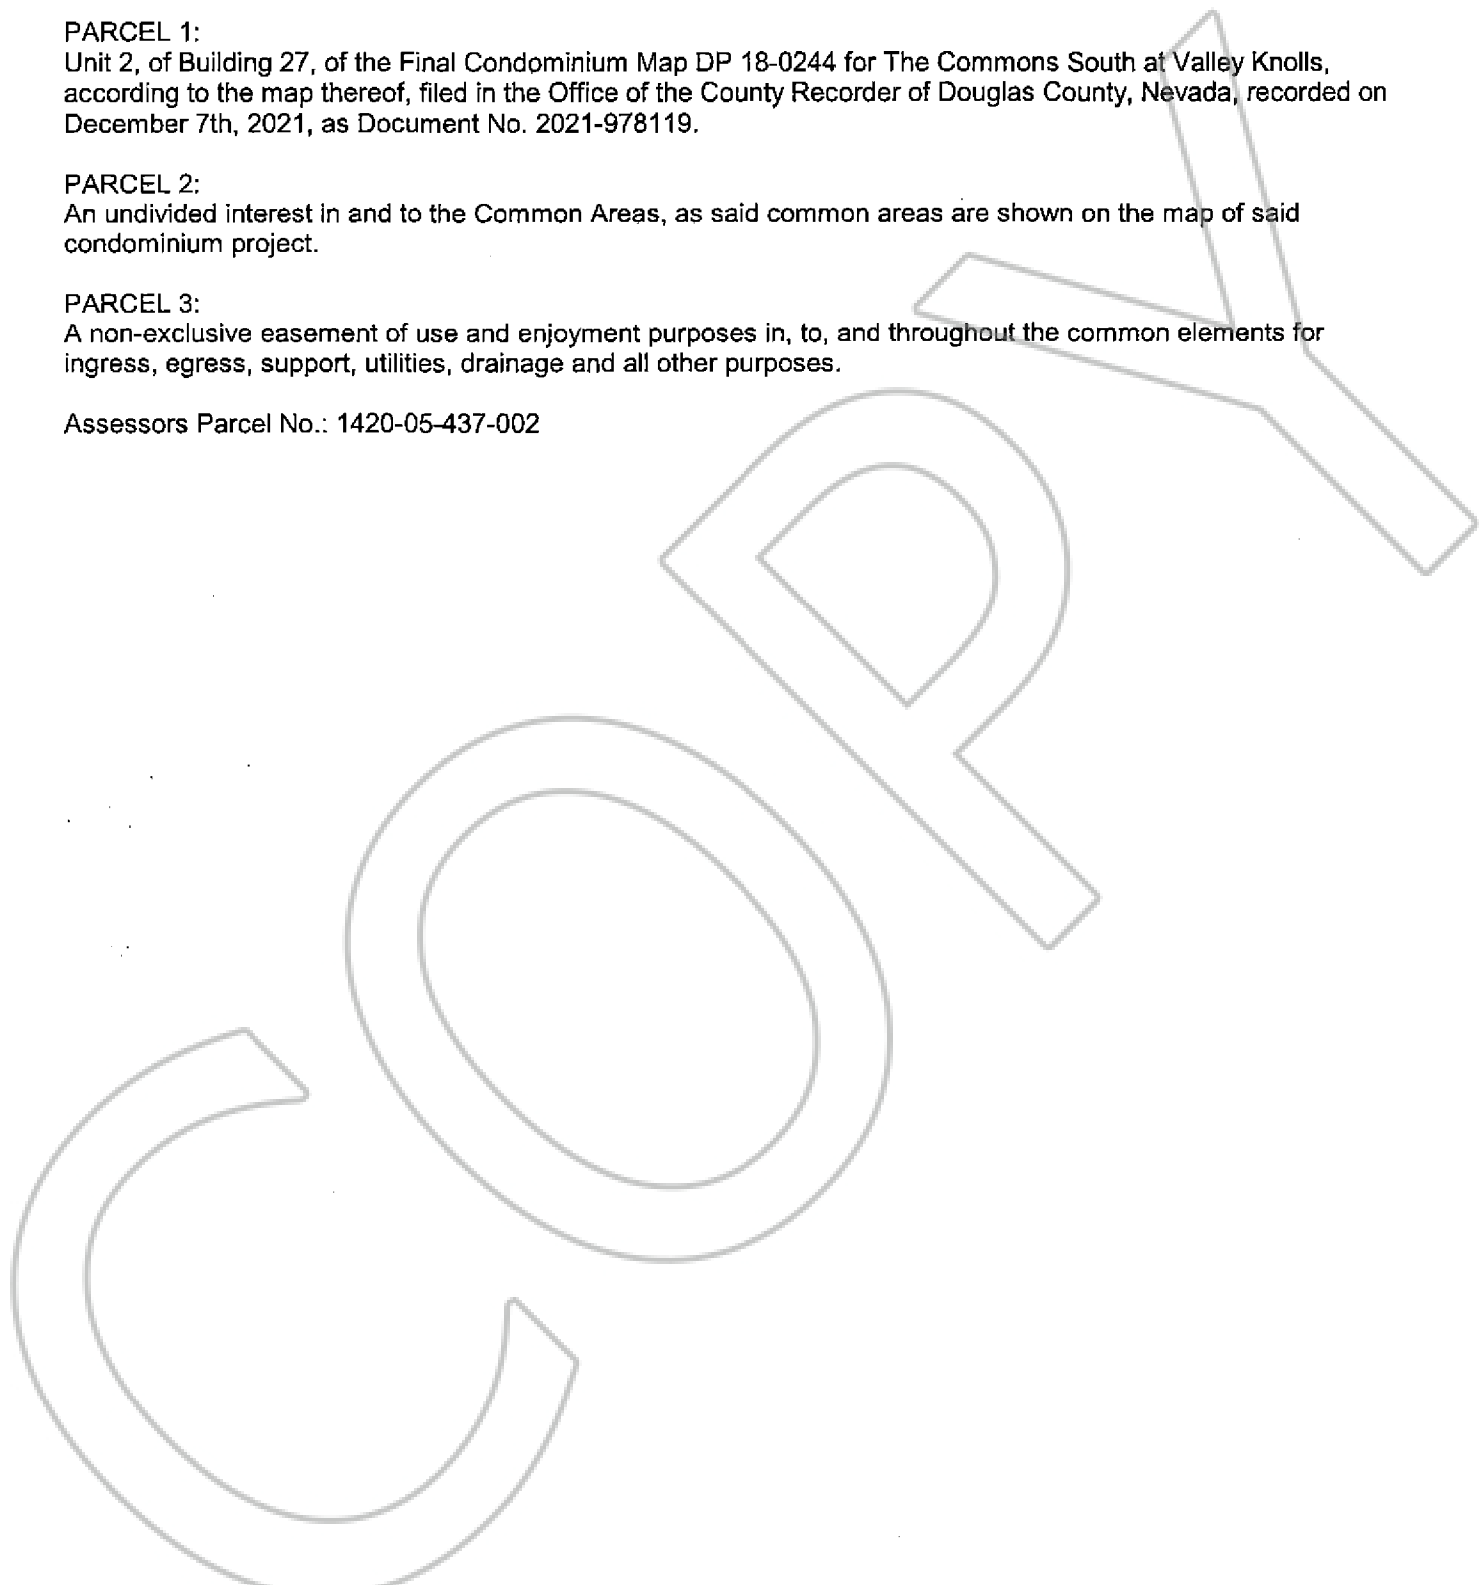 PARCEL 1:
Unit 2, of Building 27, of the Final Condominium Map DP 18-0244 for The Commons South at Valley Knolls,
according to the map thereof, filed in the Office of the County Recorder of Douglas County, Nevada, recorded on
December 7th, 2021, as Document No. 2021-978119.
PARCEL 2:
An undivided interest in and to the Common Areas, as said common areas are shown on the map of said
condominium project.
PARCEL 3:
A non-exclusive easement of use and enjoyment purposes in, to, and throughout the common elements for
ingress, egress, support, utilities, drainage and all other purposes.
Assessors Parcel No.: 1420-05-437-002
COPY